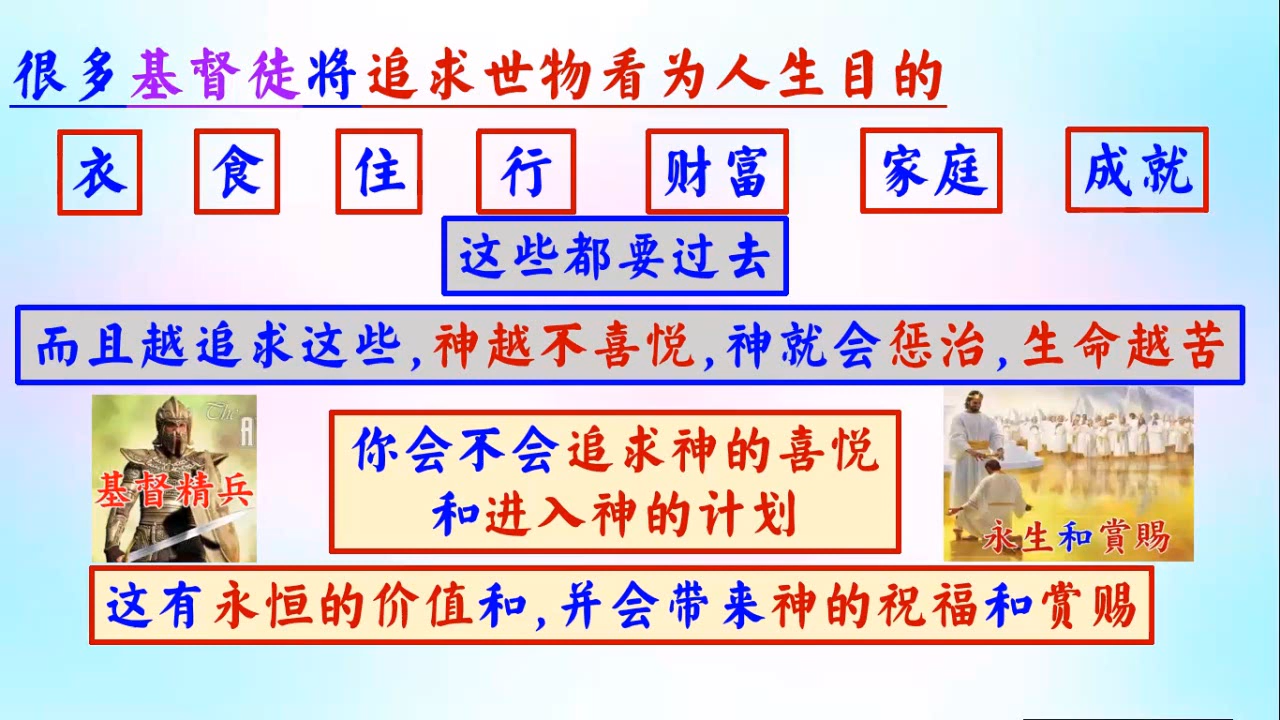 很多基督徒将追求世物看为人生目的
衣 食 住 行 财富 家庭 成就
这些都要过去
而且越追求这些,神越不喜悦,神就会惩治,生命越苦
The
A
基督精兵
你会不会追求神的喜悦
和进入神的计划
永生和賞賜
这有永恒的价值和,并会带来神的祝福和赏赐